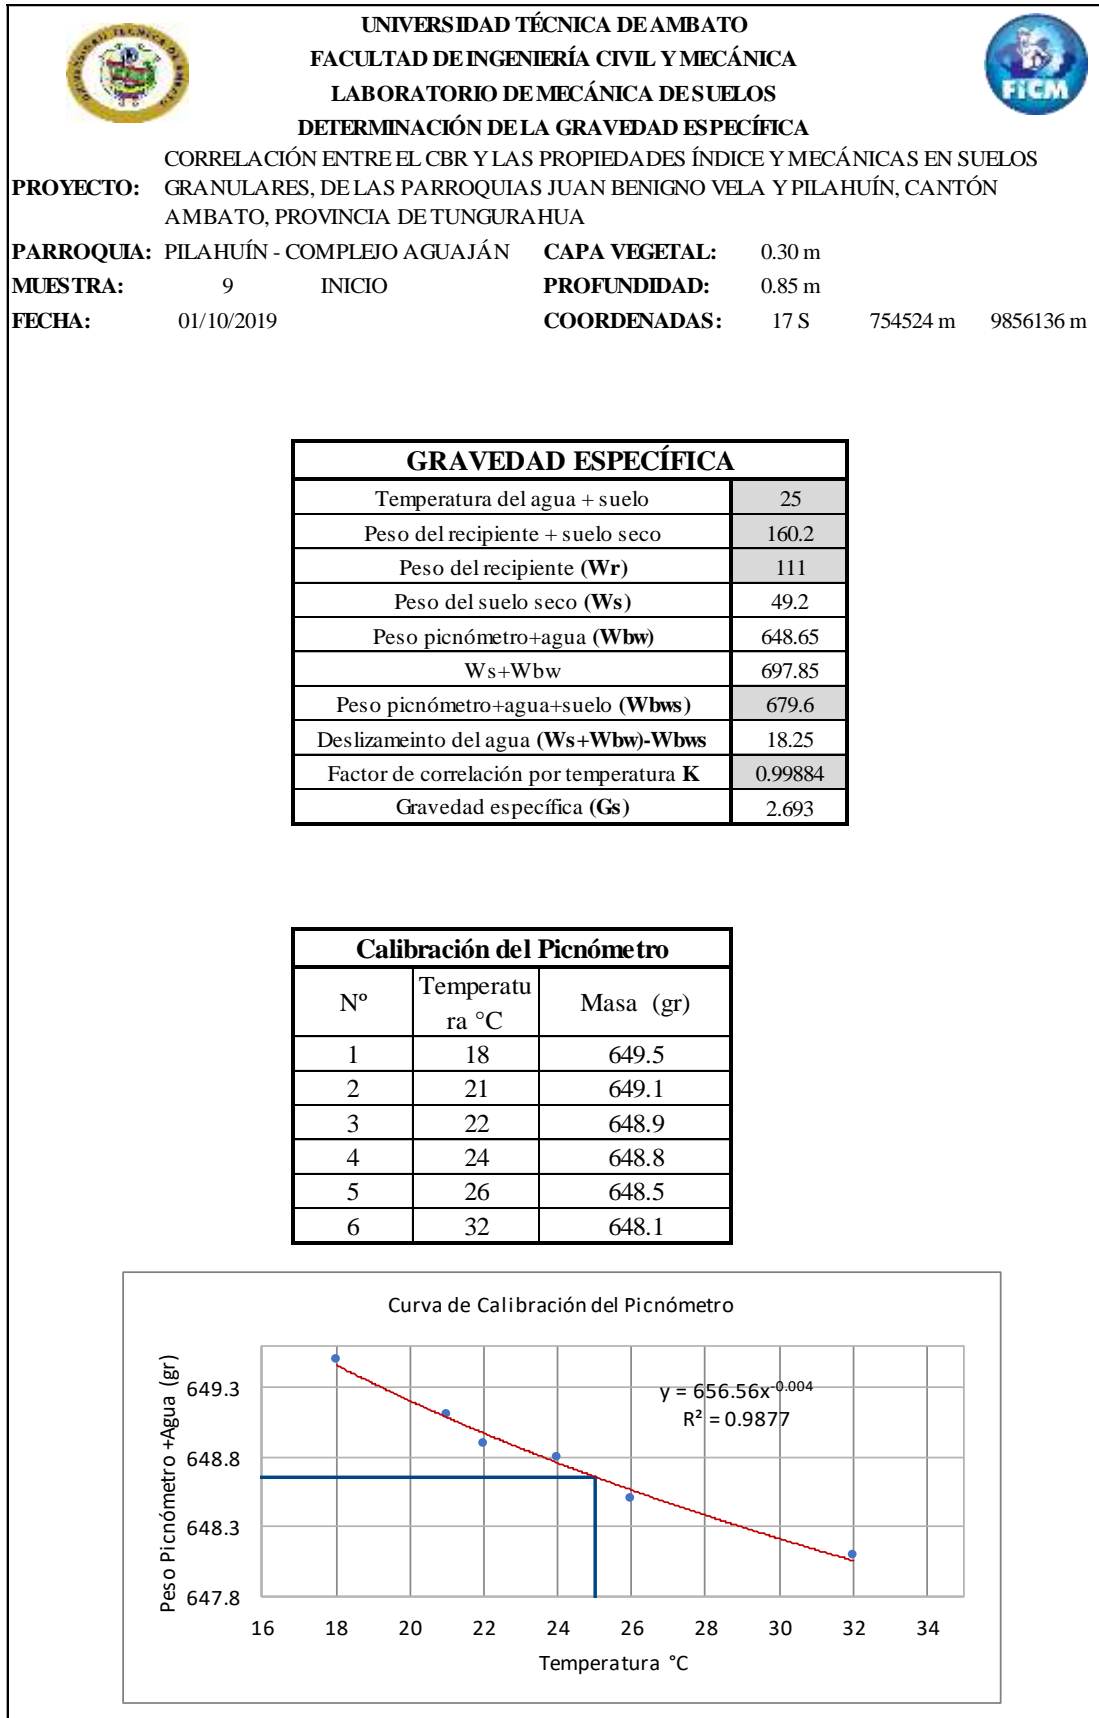 UNIVERSIDAD TÉCNICA DE AMBATO
FACULTAD DE INGENIERÍA CIVIL Y MECÁNICA
LABORATORIO DE MECÁNICA DE SUELOS
DETERMINACIÓN DE LA GRAVEDAD ESPECÍFICA
FICM
CORRELACIÓN ENTRE EL CBR Y LAS PROPIEDADES ÍNDICE Y MECÁNICAS EN SUELOS
PROYECTO: GRANULARES, DE LAS PARROQUIAS JUAN BENIGNO VELA Y PILAHUÍN, CANTÓN
AMBATO, PROVINCIA DE TUNGURAHUA
PARROQUIA: PILAHUÍN - COMPLEJO AGUAJÁN CAPA VEGETAL: 0.30 m
MUESTRA: 9 INICIO PROFUNDIDAD: 0.85 m
FECHA: 01/10/2019 COORDENADAS: 17 S 754524 m 9856136 m
GRAVEDAD ESPECÍFICA
Temperatura del agua + suelo 25
Peso del recipiente + suelo seco 160.2
Peso del recipiente (Wr) 111
Peso del suelo seco (Ws) 49.2
Peso picnómetro+agua (Wbw) 648.65
Ws+Wbw 697.85
Peso picnómetro+agua+suelo (Wbws) 679.6
Deslizameinto del agua (Ws+Wbw)-Wbws 18.25
Factor de correlación por temperatura K 0.99884
Gravedad específica (Gs) 2.693
Calibración del Picnómetro
Nº Temperatu
ra °C Masa (gr)
1 18 649.5
2 21 649.1
3 22 648.9
4 24 648.8
5 26 648.5
6 32 648.1
Curva de Calibración del Picnómetro
Peso Picnómetro +Agua (gr)
649.3
648.8
648.3
647.8
y = 656.56x^-0.004
R² = 0.9877
16 18 20 22 24 26 28 30 32 34
Temperatura °C